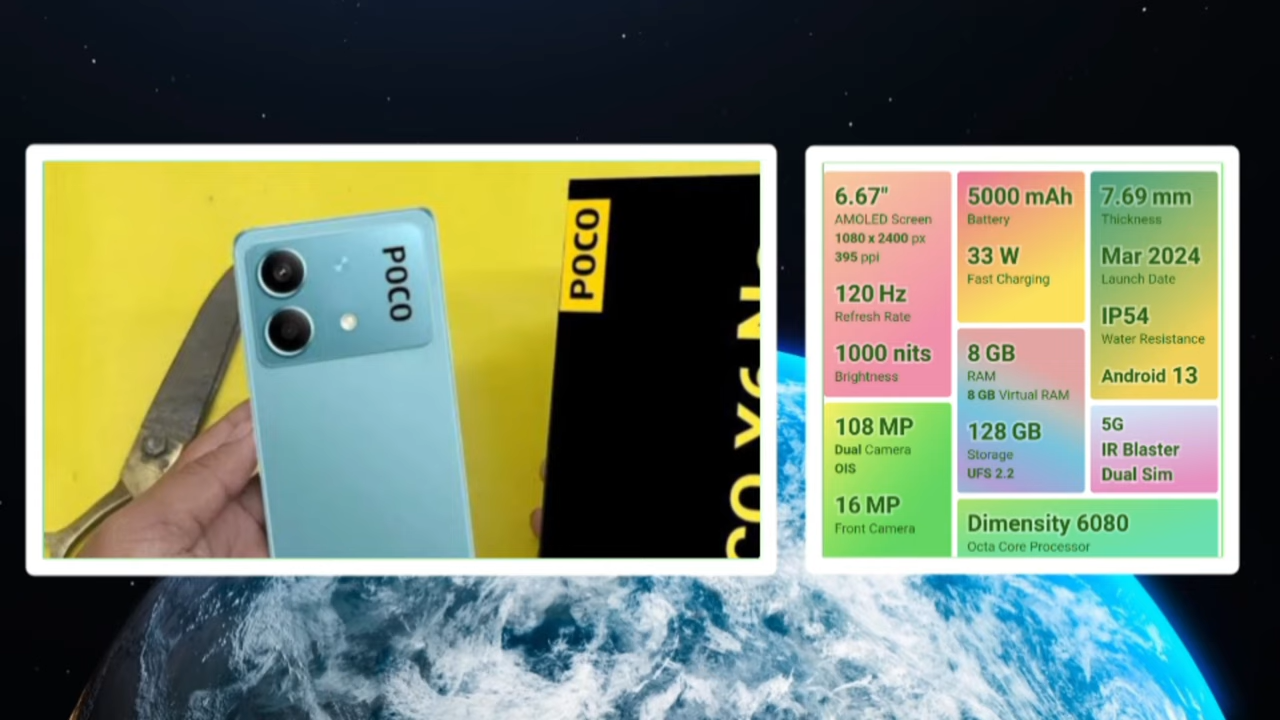 POCO
POCO
CO X6 N
6.67"
AMOLED Screen
1080 x 2400 px
395 ppi
120 Hz
Refresh Rate
1000 nits
Brightness
108 MP
Dual Camera
OIS
16 MP
Front Camera
5000 mAh
Battery
33 W
Fast Charging
8 GB
RAM
8 GB Virtual RAM
128 GB
Storage
UFS 2.2
7.69 mm
Thickness
Mar 2024
Launch Date
IP54
Water Resistance
Android 13
5G
IR Blaster
Dual Sim
Dimensity 6080
Octa Core Processor